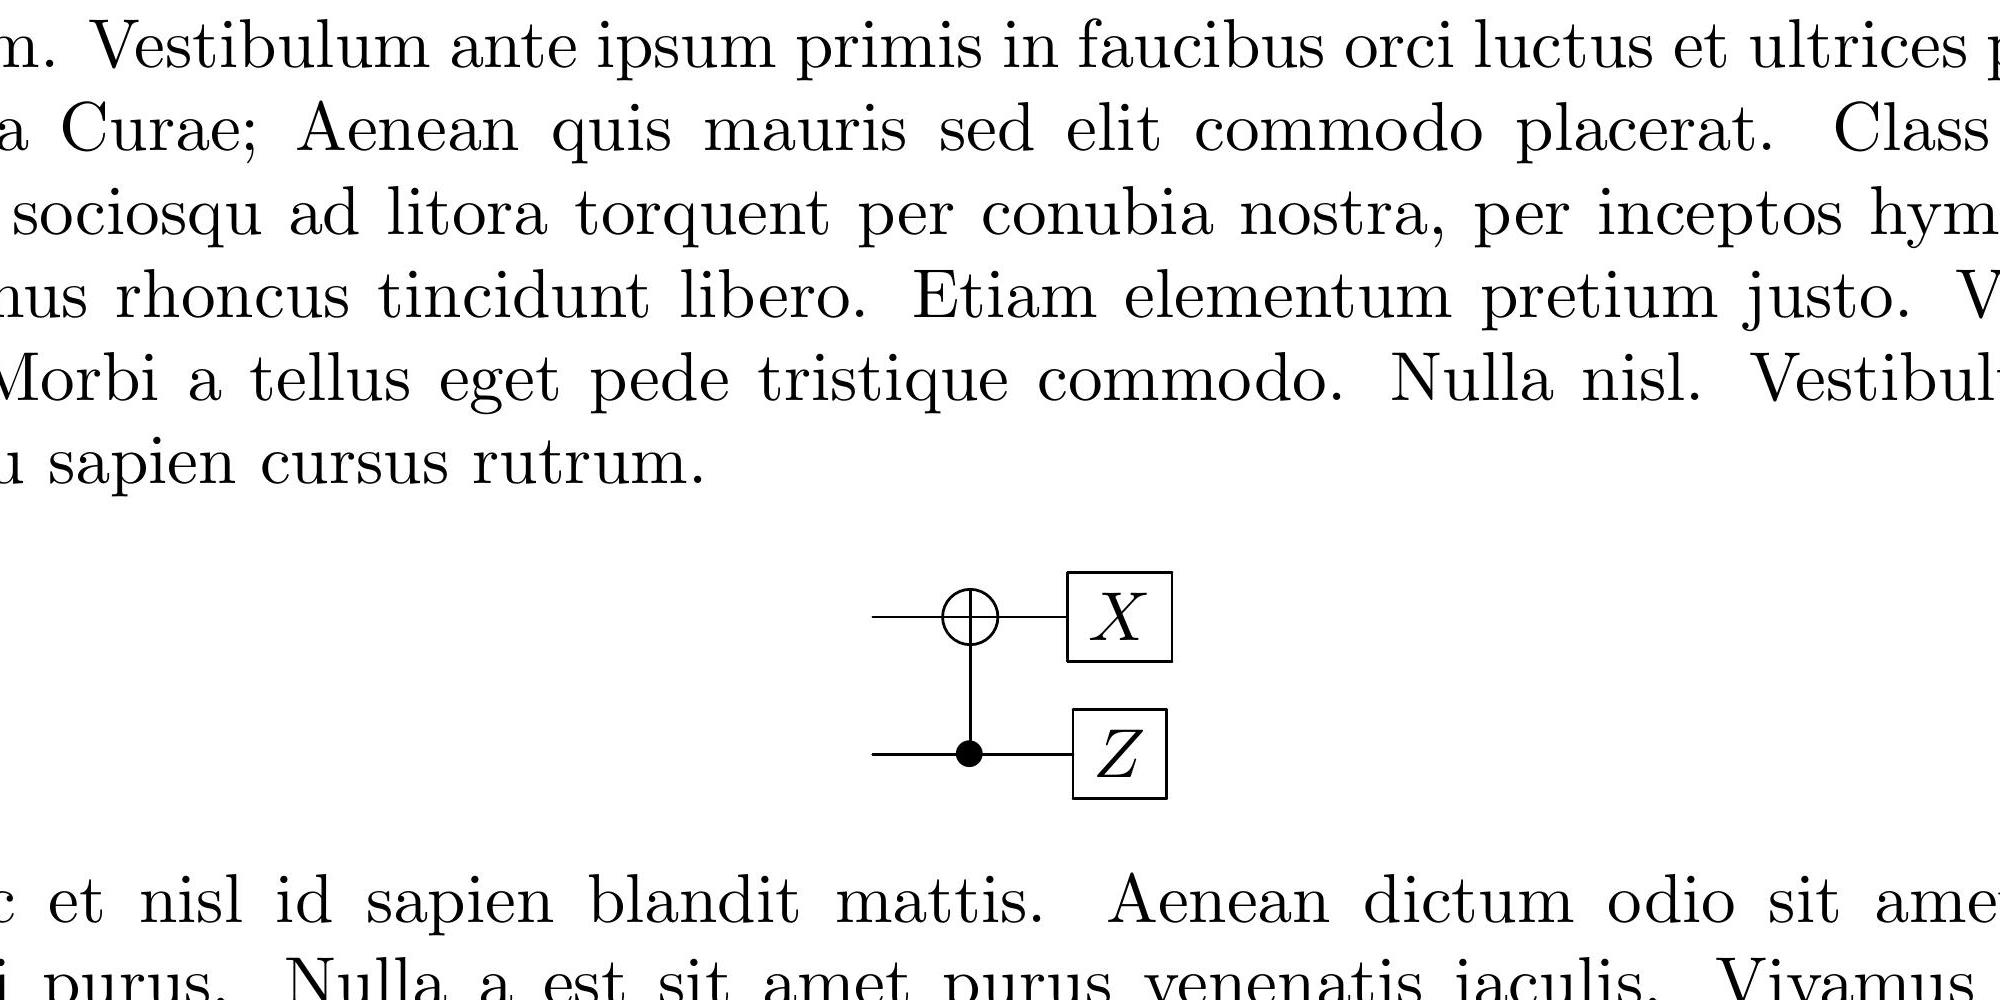 m. Vestibulum ante ipsum primis in faucibus orci luctus et ultrices p
a Curae; Aenean quis mauris sed elit commodo placerat. Class
sociosqu ad litora torquent per conubia nostra, per inceptos hym
nus rhoncus tincidunt libero. Etiam elementum pretium justo. V
Morbi a tellus eget pede tristique commodo. Nulla nisl. Vestibul
u sapien cursus rutrum.
X
Z
c et nisl id sapien blandit mattis. Aenean dictum odio sit ame
i purus. Nulla a est sit amet purus venenatis iaculis. Vivamus